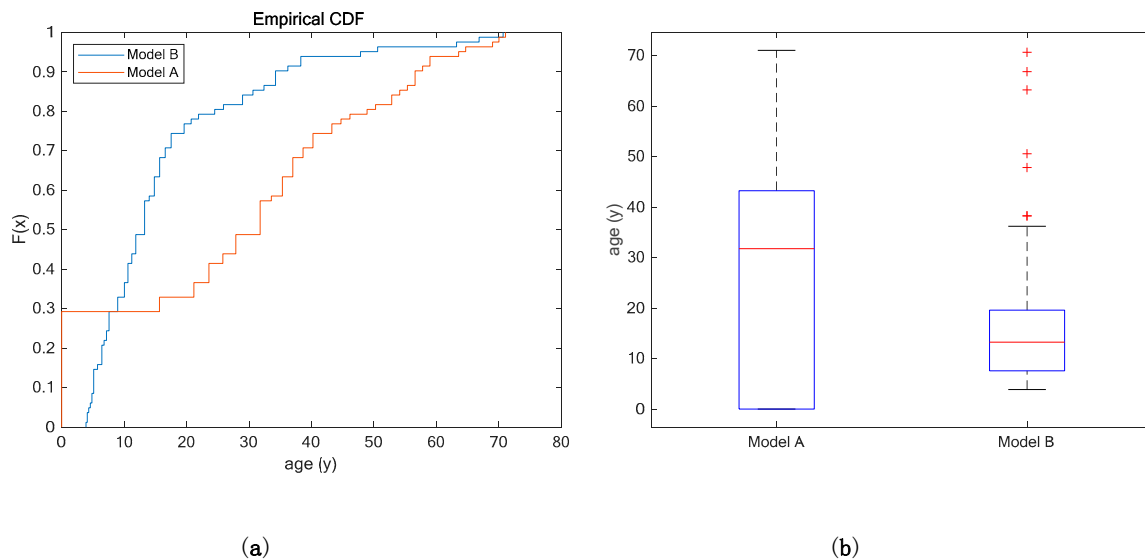 Empirical CDF
Model B
Model A
F(x)
1
0.9
0.8
0.7
0.6
0.5
0.4
0.3
0.2
0.1
0
0 10 20 30 40 50 60 70 80
age (y)
(a)
age (y)
70
60
50
40
30
20
10
0
Model A Model B
(b)